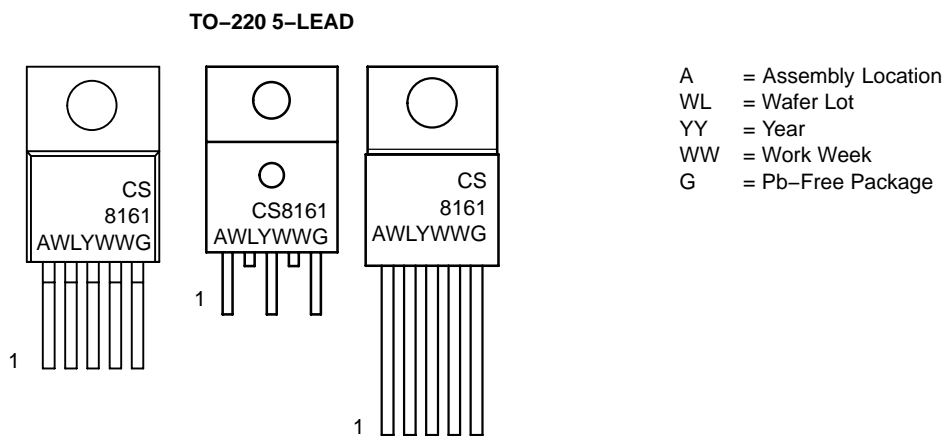 TO–220 5–LEAD
CS
8161
AWLYWWG
1
CS8161
AWLYWWG
1
CS
8161
AWLYWWG
1
A = Assembly Location
WL = Wafer Lot
YY = Year
WW = Work Week
G = Pb–Free Package